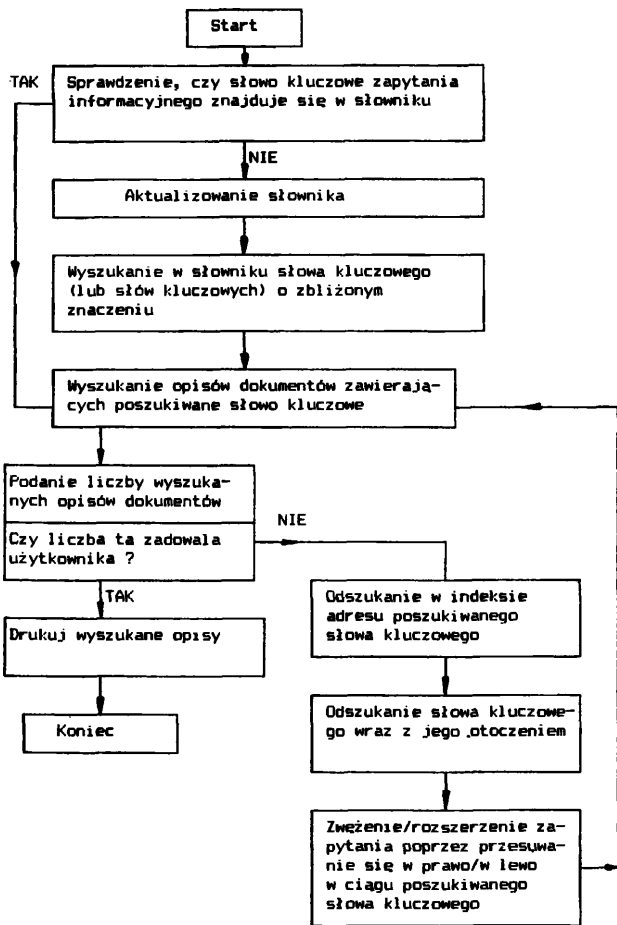 Start
TAK
Sprawdzenie, czy słowo kluczowe zapytania
informacyjnego znajduje się w słowniku
NIE
Aktualizowanie słownika
Wyszukanie w słowniku słowa kluczowego
(lub słów kluczowych) o zbliżonym
znaczeniu
Wyszukanie opisów dokumentów zawierają-
cych poszukiwane słowo kluczowe
Podanie liczby wyszuka-
nych opisów dokumentów
Czy liczba ta zadowala
użytkownika ?
NIE
TAK
Drukuj wyszukane opisy
Koniec
Odszukanie w indeksie
adresu poszukiwanego
słowa kluczowego
Odszukanie słowa kluczowe-
go wraz z jego otoczeniem
Zwężenie/rozszerzenie za-
pytania poprzez przesuwa-
nie się w prawo/w lewo
w ciągu poszukiwanego
słowa kluczowego